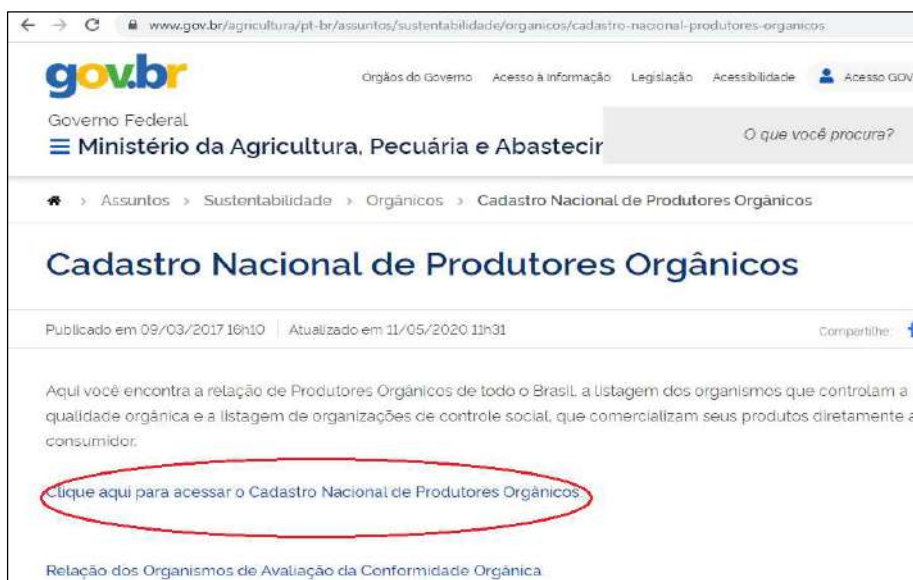 www.gov.br/agricultura/pt-br/assuntos/sustentabilidade/organicos/cadastro-nacional-produtores-organicos
gov.br
Órgãos do Governo Acesso à Informação Legislação Acessibilidade Acesso GOV
Governo Federal
Ministério da Agricultura, Pecuária e Abastecir
O que você procura?
> Assuntos > Sustentabilidade > Orgânicos > Cadastro Nacional de Produtores Orgânicos
Cadastro Nacional de Produtores Orgânicos
Publicado em 09/03/2017 16h10 Atualizado em 11/05/2020 11h31 Compartilhe:
Aqui você encontra a relação de Produtores Orgânicos de todo o Brasil, a listagem dos organismos que controlam a
qualidade orgânica e a listagem de organizações de controle social, que comercializam seus produtos diretamente a
consumidor.
Clique aqui para acessar o Cadastro Nacional de Produtores Orgânicos.
Relação dos Organismos de Avaliação da Conformidade Orgânica